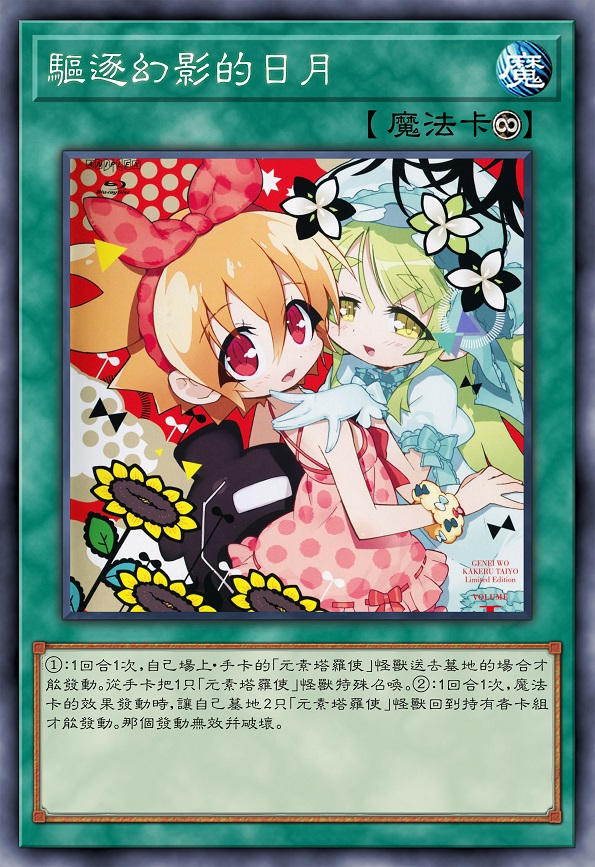 驅逐幻影的日月
魔
【魔法卡♾】
Blu-ray Disc
GENEI WO
KAKERU TAIYO
Limited Edition
VOLUME
I
①:1回合1次,自己場上·手卡的「元素塔羅使」怪獸送去墓地的場合才
能發動。從手卡把1只「元素塔羅使」怪獸特殊召喚。②:1回合1次,魔法
卡的效果發動時,讓自己墓地2只「元素塔羅使」怪獸回到持有者卡組
才能發動。那個發動無效并破壞。